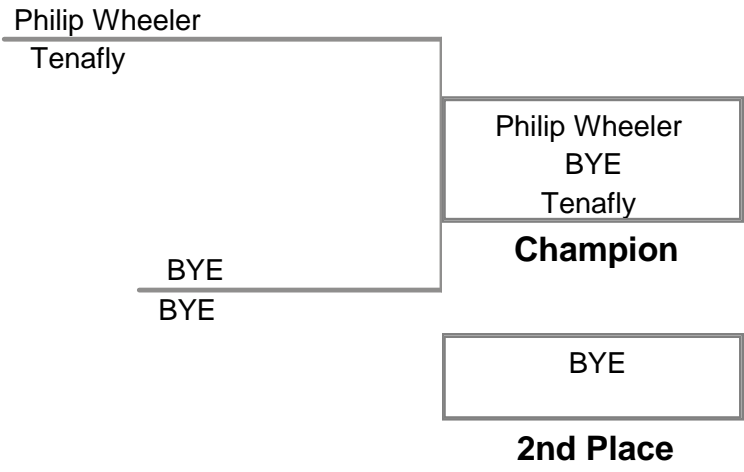 Philip Wheeler
Tenafly
Philip Wheeler
BYE
Tenafly
Champion
BYE
BYE
BYE
2nd Place